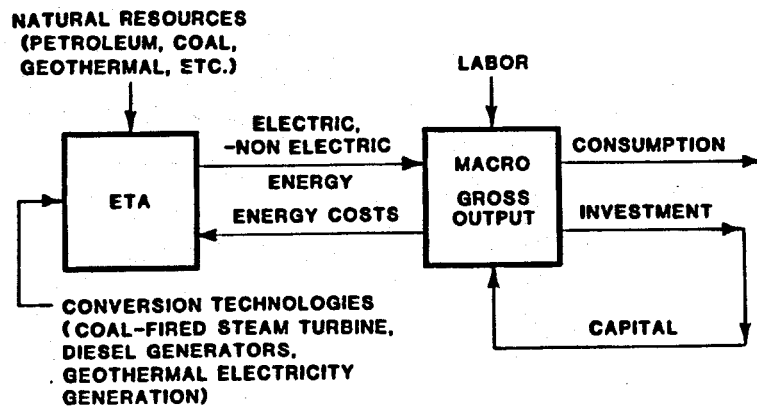 NATURAL RESOURCES
(PETROLEUM, COAL,
GEOTHERMAL, ETC.)
LABOR
ELECTRIC,
-NON ELECTRIC
ENERGY
ENERGY COSTS
ETA
MACRO
GROSS
OUTPUT
CONSUMPTION
INVESTMENT
CAPITAL
CONVERSION TECHNOLOGIES
(COAL-FIRED STEAM TURBINE,
DIESEL GENERATORS,
GEOTHERMAL ELECTRICITY
GENERATION)